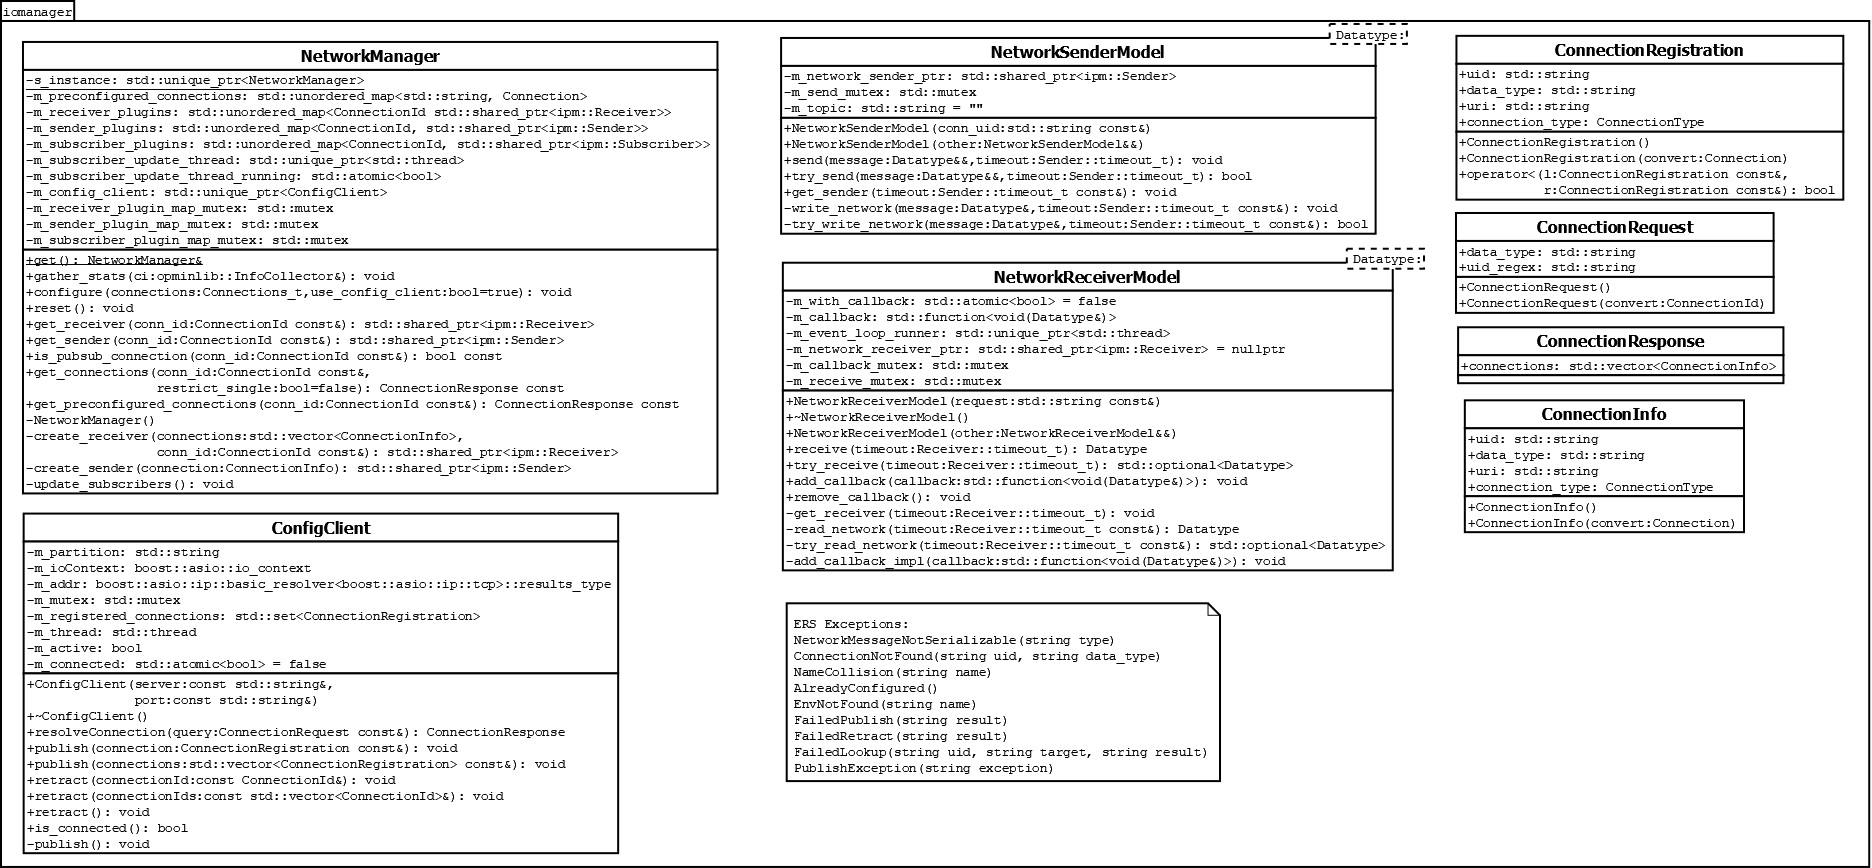 iomanager
NetworkManager
-s_instance: std::unique_ptr<NetworkManager>
-m_preconfigured_connections: std::unordered_map<std::string, Connection>
-m_receiver_plugins: std::unordered_map<ConnectionId std::shared_ptr<ipm::Receiver>>
-m_sender_plugins: std::unordered_map<ConnectionId, std::shared_ptr<ipm::Sender>>
-m_subscriber_plugins: std::unordered_map<ConnectionId, std::shared_ptr<ipm::Subscriber>>
-m_subscriber_update_thread: std::unique_ptr<std::thread>
-m_subscriber_update_thread_running: std::atomic<bool>
-m_config_client: std::unique_ptr<ConfigClient>
-m_receiver_plugin_map_mutex: std::mutex
-m_sender_plugin_map_mutex: std::mutex
-m_subscriber_plugin_map_mutex: std::mutex
+get(): NetworkManager&
+gather_stats(ci:opminlib::InfoCollector&): void
+configure(connections:Connections_t,use_config_client:bool=true): void
+reset(): void
+get_receiver(conn_id:ConnectionId const&): std::shared_ptr<ipm::Receiver>
+get_sender(conn_id:ConnectionId const&): std::shared_ptr<ipm::Sender>
+is_pubsub_connection(conn_id:ConnectionId const&): bool const
+get_connections(conn_id:ConnectionId const&,
restrict_single:bool=false): ConnectionResponse const
+get_preconfigured_connections(conn_id:ConnectionId const&): ConnectionResponse const
-NetworkManager()
-create_receiver(connections:std::vector<ConnectionInfo>,
conn_id:ConnectionId const&): std::shared_ptr<ipm::Receiver>
-create_sender(connection:ConnectionInfo): std::shared_ptr<ipm::Sender>
-update_subscribers(): void
ConfigClient
-m_partition: std::string
-m_ioContext: boost::asio::io_context
-m_addr: boost::asio::ip::basic_resolver<boost::asio::ip::tcp>::results_type
-m_mutex: std::mutex
-m_registered_connections: std::set<ConnectionRegistration>
-m_thread: std::thread
-m_active: bool
-m_connected: std::atomic<bool> = false
+ConfigClient(server:const std::string&,
port:const std::string&)
+~ConfigClient()
+resolveConnection(query:ConnectionRequest const&): ConnectionResponse
+publish(connection:ConnectionRegistration const&): void
+publish(connections:std::vector<ConnectionRegistration> const&): void
+retract(connectionId:const ConnectionId&): void
+retract(connectionIds:const std::vector<ConnectionId>&): void
+retract(): void
+is_connected(): bool
-publish(): void
Datatype:
NetworkSenderModel
-m_network_sender_ptr: std::shared_ptr<ipm::Sender>
-m_send_mutex: std::mutex
-m_topic: std::string = ""
+NetworkSenderModel(conn_uid:std::string const&)
+NetworkSenderModel(other:NetworkSenderModel&&)
+send(message:Datatype&&,timeout:Sender::timeout_t): void
+try_send(message:Datatype&&,timeout:Sender::timeout_t): bool
+get_sender(timeout:Sender::timeout_t const&): void
-write_network(message:Datatype&,timeout:Sender::timeout_t const&): void
-try_write_network(message:Datatype&,timeout:Sender::timeout_t const&): bool
Datatype:
NetworkReceiverModel
-m_with_callback: std::atomic<bool> = false
-m_callback: std::function<void(Datatype&)>
-m_event_loop_runner: std::unique_ptr<std::thread>
-m_network_receiver_ptr: std::shared_ptr<ipm::Receiver> = nullptr
-m_callback_mutex: std::mutex
-m_receive_mutex: std::mutex
+NetworkReceiverModel(request:std::string const&)
+~NetworkReceiverModel()
+NetworkReceiverModel(other:NetworkReceiverModel&&)
+receive(timeout:Receiver::timeout_t): Datatype
+try_receive(timeout:Receiver::timeout_t): std::optional<Datatype>
+add_callback(callback:std::function<void(Datatype&)>): void
+remove_callback(): void
-get_receiver(timeout:Receiver::timeout_t): void
-read_network(timeout:Receiver::timeout_t const&): Datatype
-try_read_network(timeout:Receiver::timeout_t const&): std::optional<Datatype>
-add_callback_impl(callback:std::function<void(Datatype&)>): void
ERS Exceptions:
NetworkMessageNotSerializable(string type)
ConnectionNotFound(string uid, string data_type)
NameCollision(string name)
AlreadyConfigured()
EnvNotFound(string name)
FailedPublish(string result)
FailedRetract(string result)
FailedLookup(string uid, string target, string result)
PublishException(string exception)
ConnectionRegistration
+uid: std::string
+data_type: std::string
+uri: std::string
+connection_type: ConnectionType
+ConnectionRegistration()
+ConnectionRegistration(convert:Connection)
+operator<(l:ConnectionRegistration const&,
r:ConnectionRegistration const&): bool
ConnectionRequest
+data_type: std::string
+uid_regex: std::string
+ConnectionRequest()
+ConnectionRequest(convert:ConnectionId)
ConnectionResponse
+connections: std::vector<ConnectionInfo>
ConnectionInfo
+uid: std::string
+data_type: std::string
+uri: std::string
+connection_type: ConnectionType
+ConnectionInfo()
+ConnectionInfo(convert:Connection)